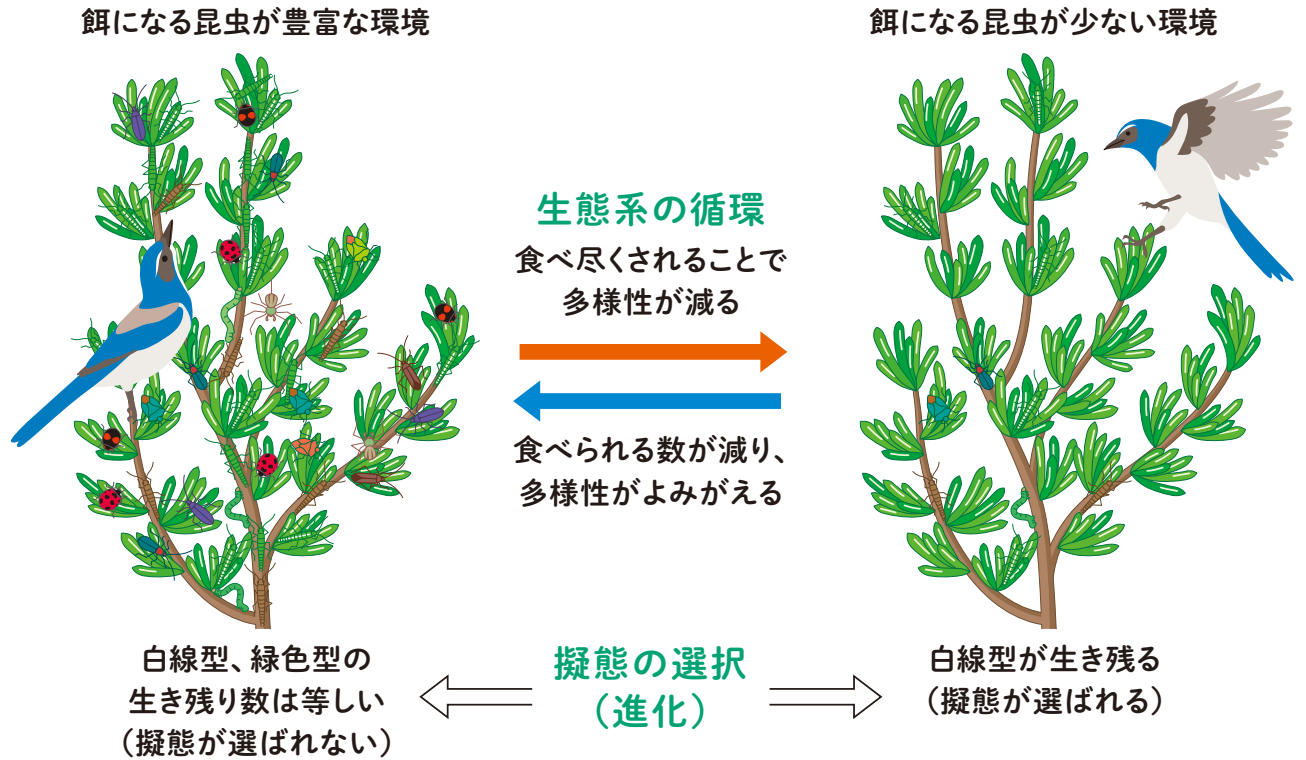 餌になる昆虫が豊富な環境
餌になる昆虫が少ない環境
生態系の循環
食べ尽くされることで
多様性が減る
食べられる数が減り、
多様性がよみがえる
白線型、緑色型の
生き残り数は等しい
（擬態が選ばれない）
擬態の選択
（進化）
白線型が生き残る
（擬態が選ばれる）